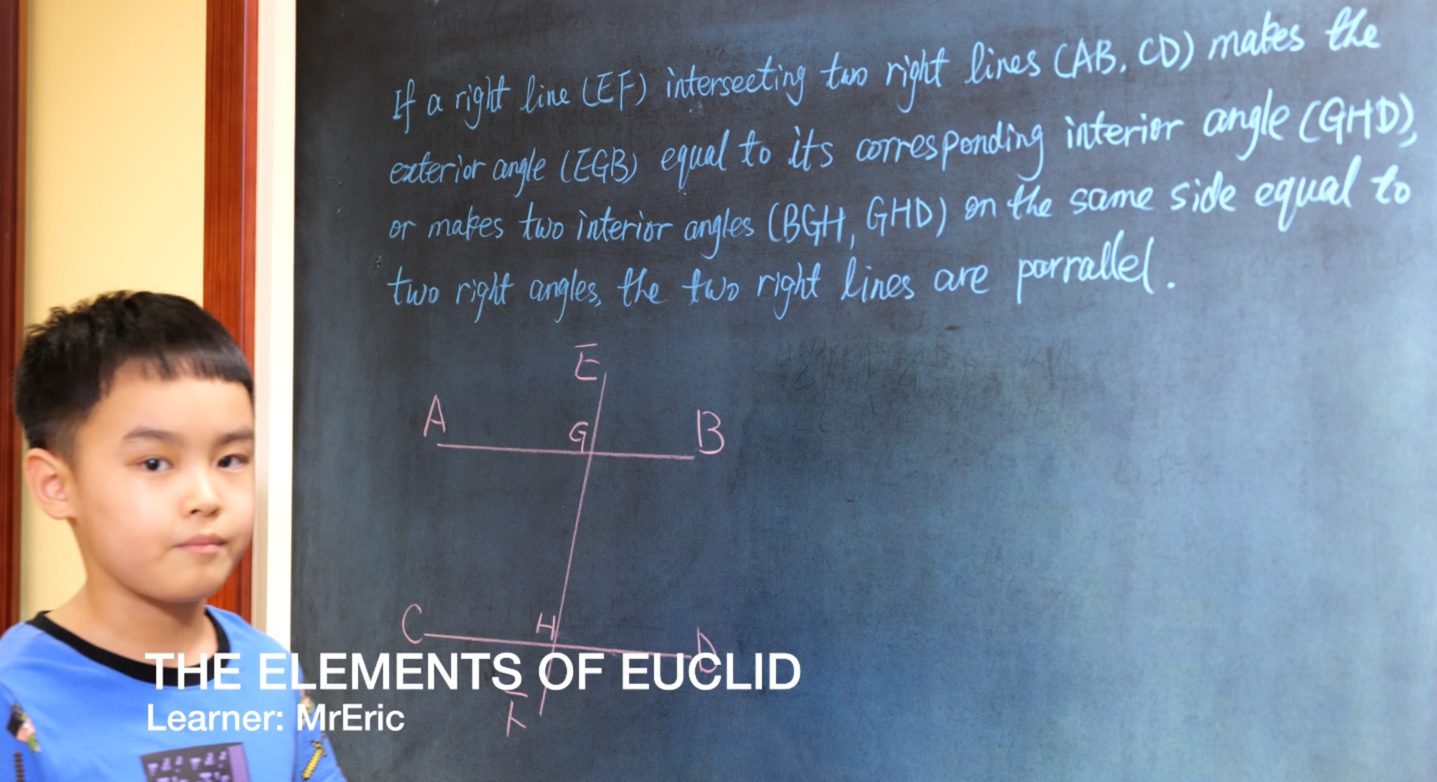 If a right line (EF) intersecting two right lines (AB, CD) makes the
exterior angle (EGB) equal to its corresponding interior angle (GHD),
or makes two interior angles (BGH, GHD) on the same side equal to
two right angles, the two right lines are parrallel.
E
A
G
B
C
H
D
F
THE ELEMENTS OF EUCLID
Learner: MrEric